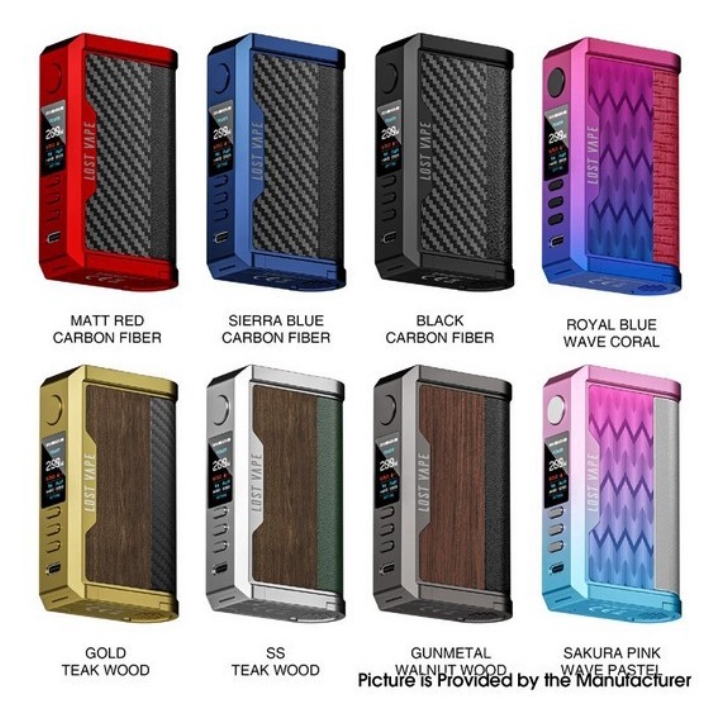 LOST VAPE
LOST VAPE
LOST VAPE
LOST VAPE
MATT RED
CARBON FIBER
SIERRA BLUE
CARBON FIBER
BLACK
CARBON FIBER
ROYAL BLUE
WAVE CORAL
LOST VAPE
LOST VAPE
LOST VAPE
LOST VAPE
GOLD
TEAK WOOD
SS
TEAK WOOD
GUNMETAL
WALNUT WOOD
SAKURA PINK
WAVE PASTEL
Picture is Provided by the Manufacturer